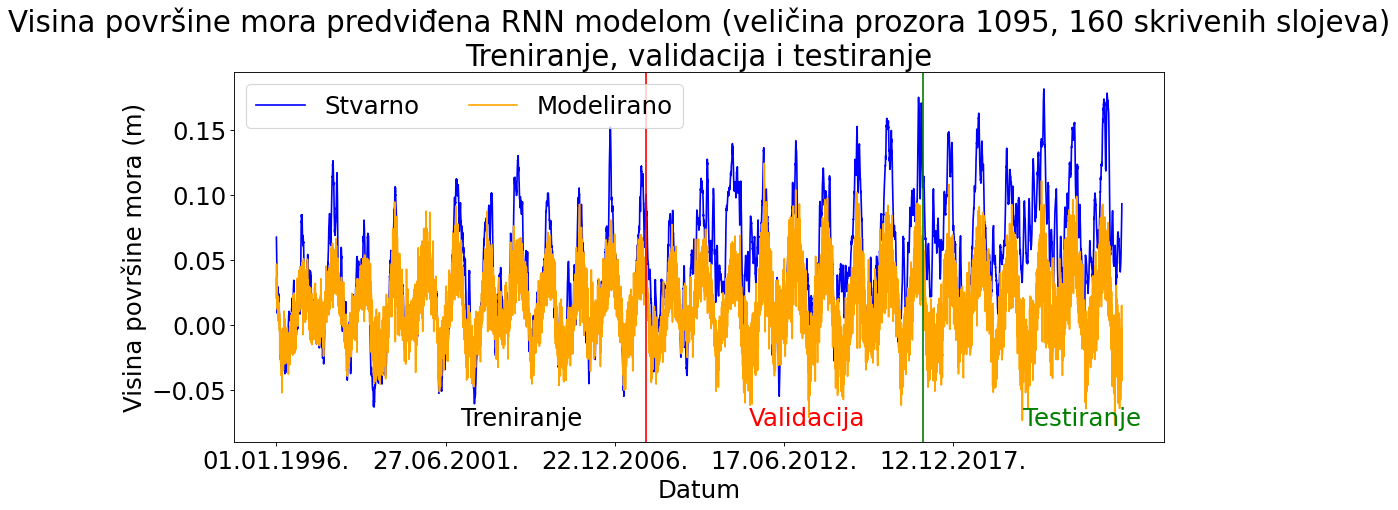 Visina površine mora predviđena RNN modelom (veličina prozora 1095, 160 skrivenih slojeva)
Treniranje, validacija i testiranje
Stvarno Modelirano
Visina površine mora (m)
0.15
0.10
0.05
0.00
−0.05
Treniranje Validacija Testiranje
01.01.1996. 27.06.2001. 22.12.2006. 17.06.2012. 12.12.2017.
Datum